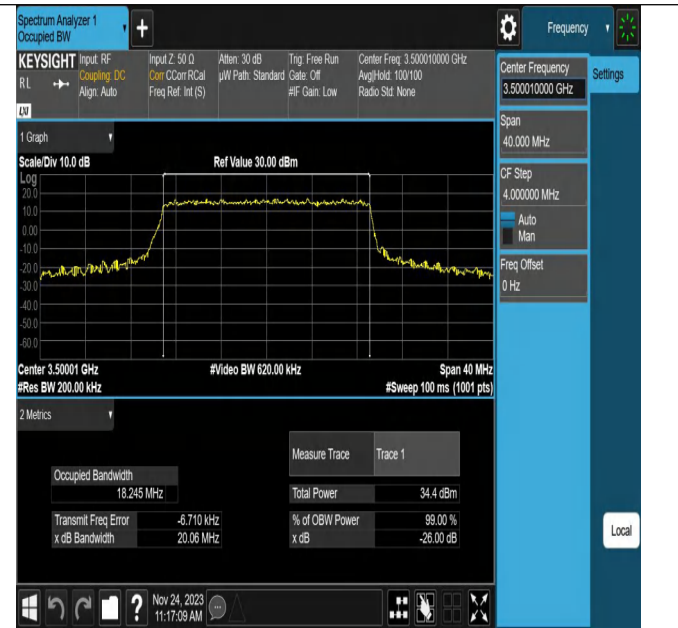 Spectrum Analyzer 1
Occupied BW
Frequency
KEYSIGHT Input: RF Input Z: 50 Ω Atten: 30 dB Trig: Free Run Center Freq: 3.500010000 GHz
RL Coupling: DC Corr CCorr RCal µW Path: Standard Gate: Off Avg|Hold: 100/100
Align: Auto Freq Ref: Int (S) #IF Gain: Low Radio Std: None
LXI
Center Frequency
3.500010000 GHz
Settings
Span
40.000 MHz
CF Step
4.000000 MHz
Auto
Man
Freq Offset
0 Hz
1 Graph
Scale/Div 10.0 dB Ref Value 30.00 dBm
Log
20.0
10.0
0.00
-10.0
-20.0
-30.0
-40.0
-50.0
-60.0
Center 3.50001 GHz #Video BW 620.00 kHz Span 40 MHz
#Res BW 200.00 kHz #Sweep 100 ms (1001 pts)
2 Metrics
Measure Trace Trace 1
Occupied Bandwidth
18.245 MHz Total Power 34.4 dBm
Transmit Freq Error -6.710 kHz % of OBW Power 99.00 %
x dB Bandwidth 20.06 MHz x dB -26.00 dB
Local
? Nov 24, 2023
11:17:09 AM